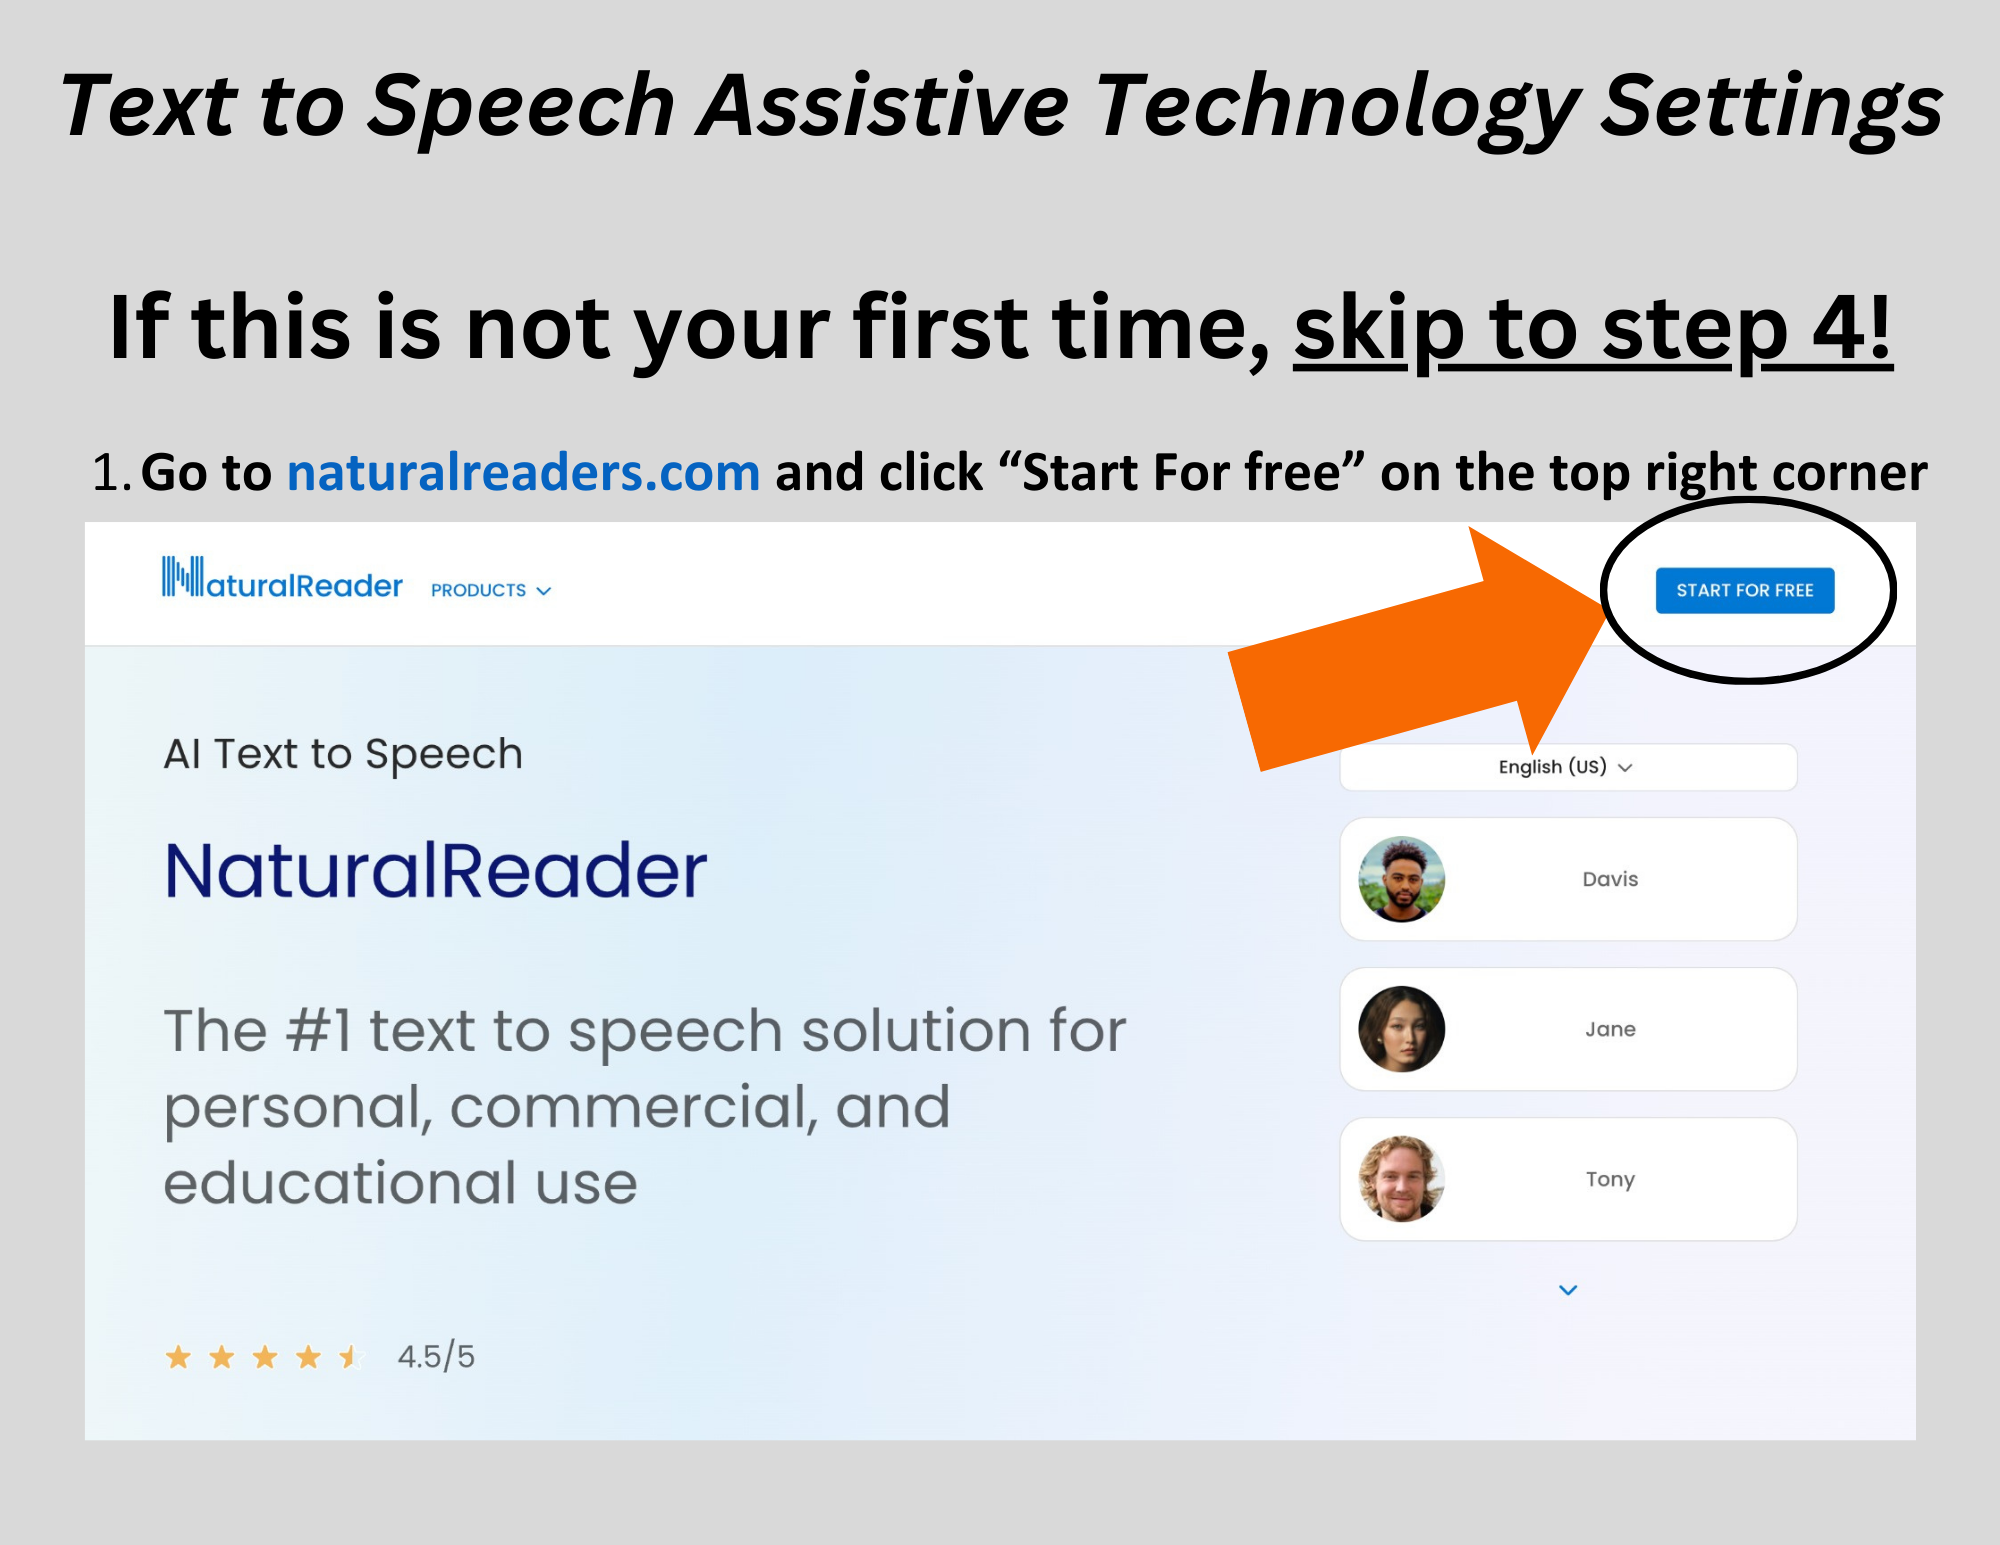 Text to Speech Assistive Technology Settings
If this is not your first time, skip to step 4!
1. Go to naturalreaders.com and click “Start For free” on the top right corner
NaturalReader PRODUCTS
START FOR FREE
AI Text to Speech
NaturalReader
The #1 text to speech solution for
personal, commercial, and
educational use
4.5/5
English (US)
Davis
Jane
Tony